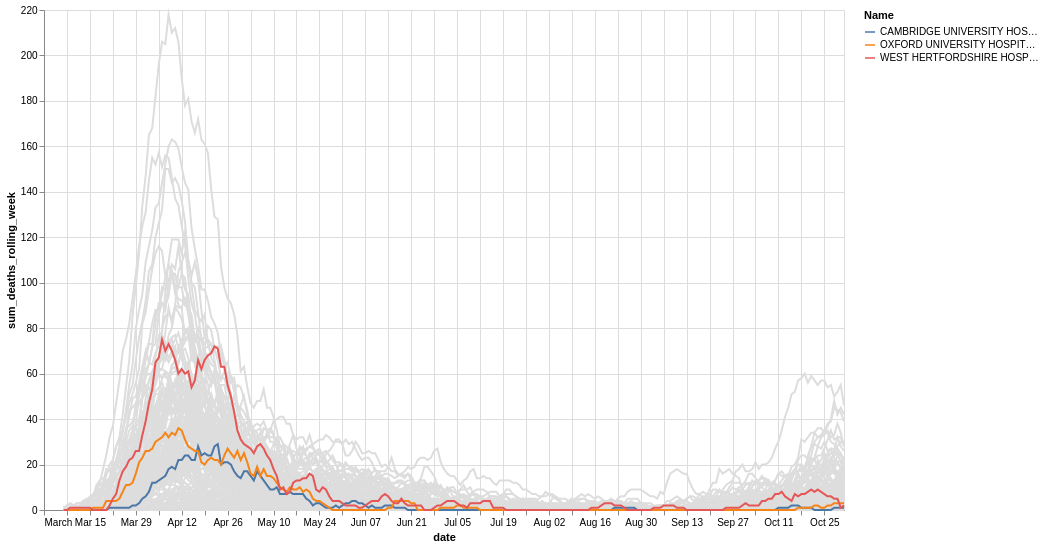 220
200
180
160
140
120
100
80
60
40
20
0
sum_deaths_rolling_week
March Mar 15 Mar 29 Apr 12 Apr 26 May 10 May 24 Jun 07 Jun 21 Jul 05 Jul 19 Aug 02 Aug 16 Aug 30 Sep 13 Sep 27 Oct 11 Oct 25
date
Name
CAMBRIDGE UNIVERSITY HOS…
OXFORD UNIVERSITY HOSPIT…
WEST HERTFORDSHIRE HOSP…